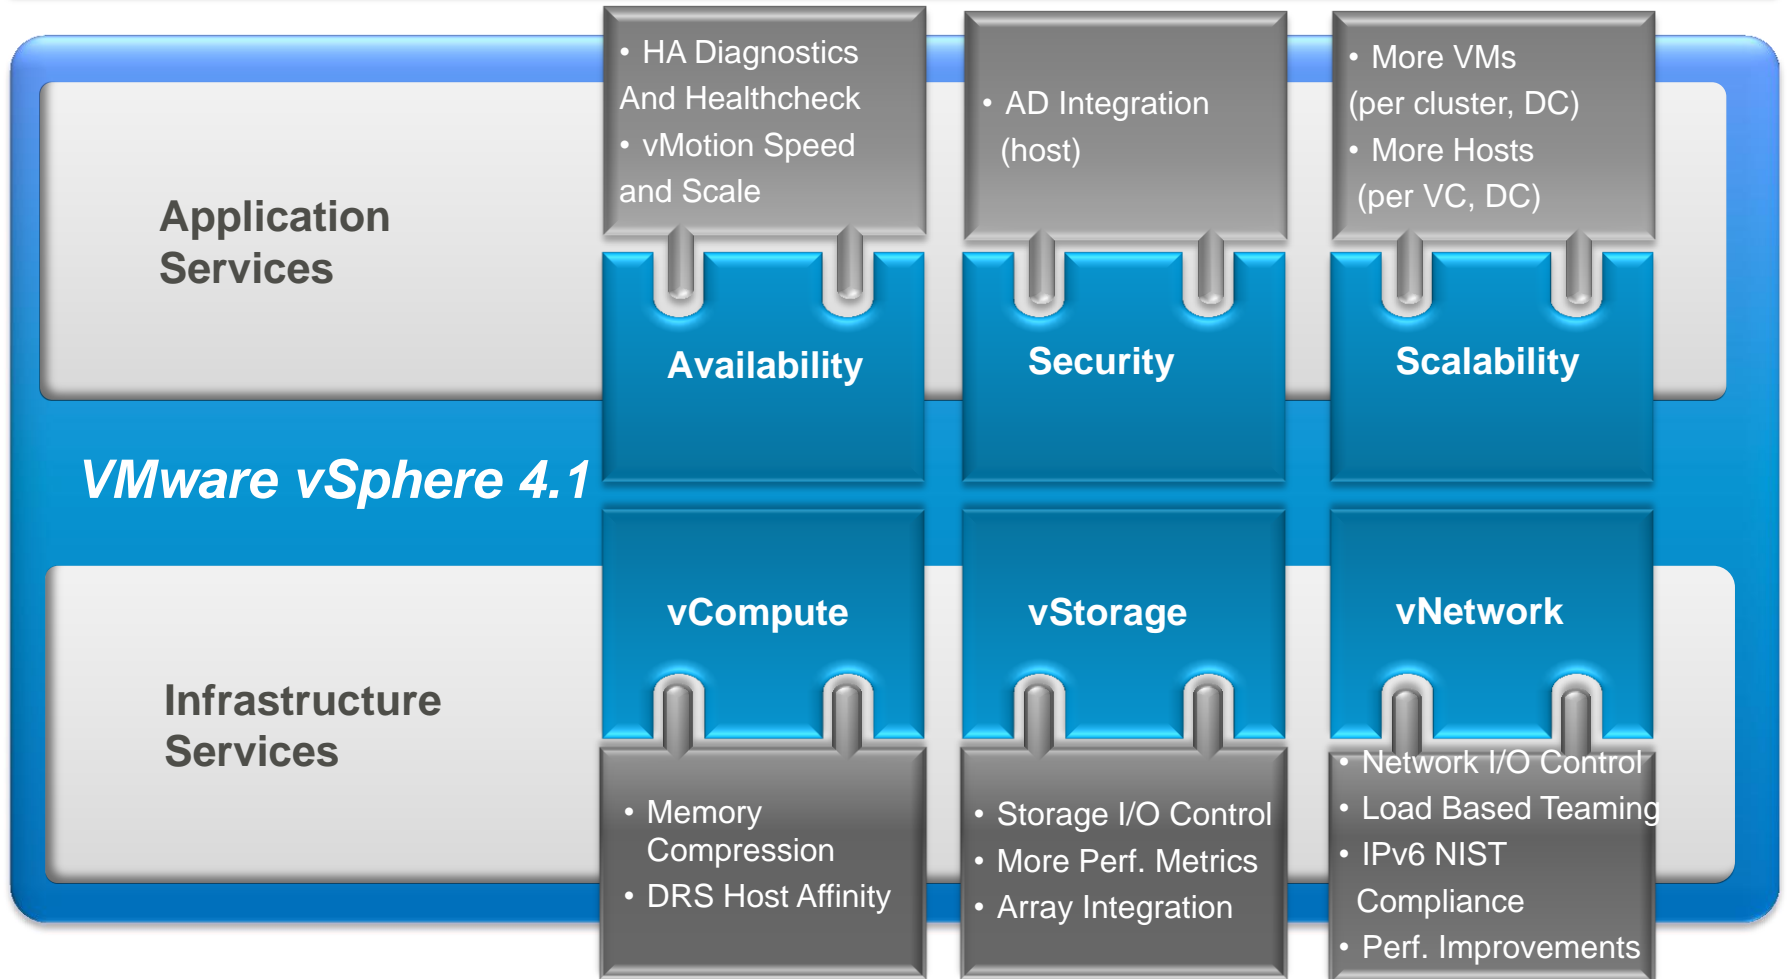 • HA Diagnostics
And Healthcheck
• vMotion Speed
and Scale
• AD Integration
(host)
• More VMs
(per cluster, DC)
• More Hosts
(per VC, DC)
Application
Services
Availability
Security
Scalability
VMware vSphere 4.1
vCompute
vStorage
vNetwork
Infrastructure
Services
• Memory
Compression
• DRS Host Affinity
• Storage I/O Control
• More Perf. Metrics
• Array Integration
• Network I/O Control
• Load Based Teaming
• IPv6 NIST
Compliance
• Perf. Improvements